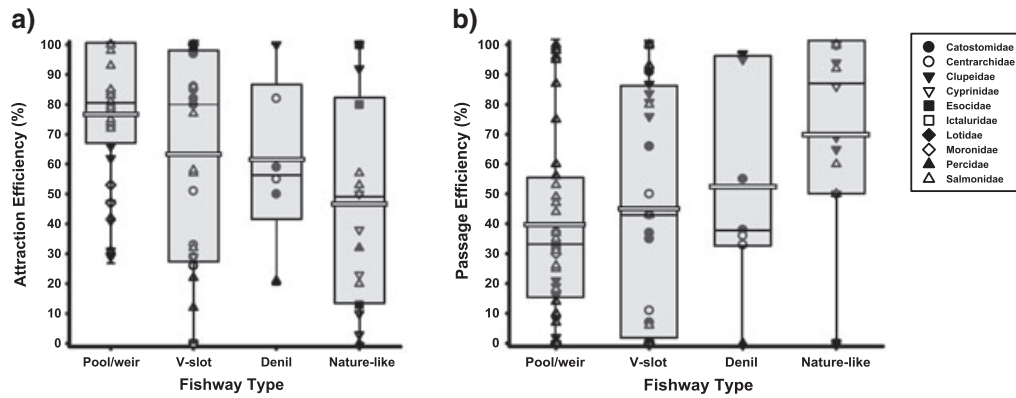 a)
100
90
80
70
60
50
40
30
20
10
0
Attraction Efficiency (%)
Pool/weir V-slot Denil Nature-like
Fishway Type
b)
100
90
80
70
60
50
40
30
20
10
0
Passage Efficiency (%)
Pool/weir V-slot Denil Nature-like
Fishway Type
Catostomidae
Centrarchidae
Clupeidae
Cyprinidae
Esocidae
Ictaluridae
Lotidae
Moronidae
Percidae
Salmonidae